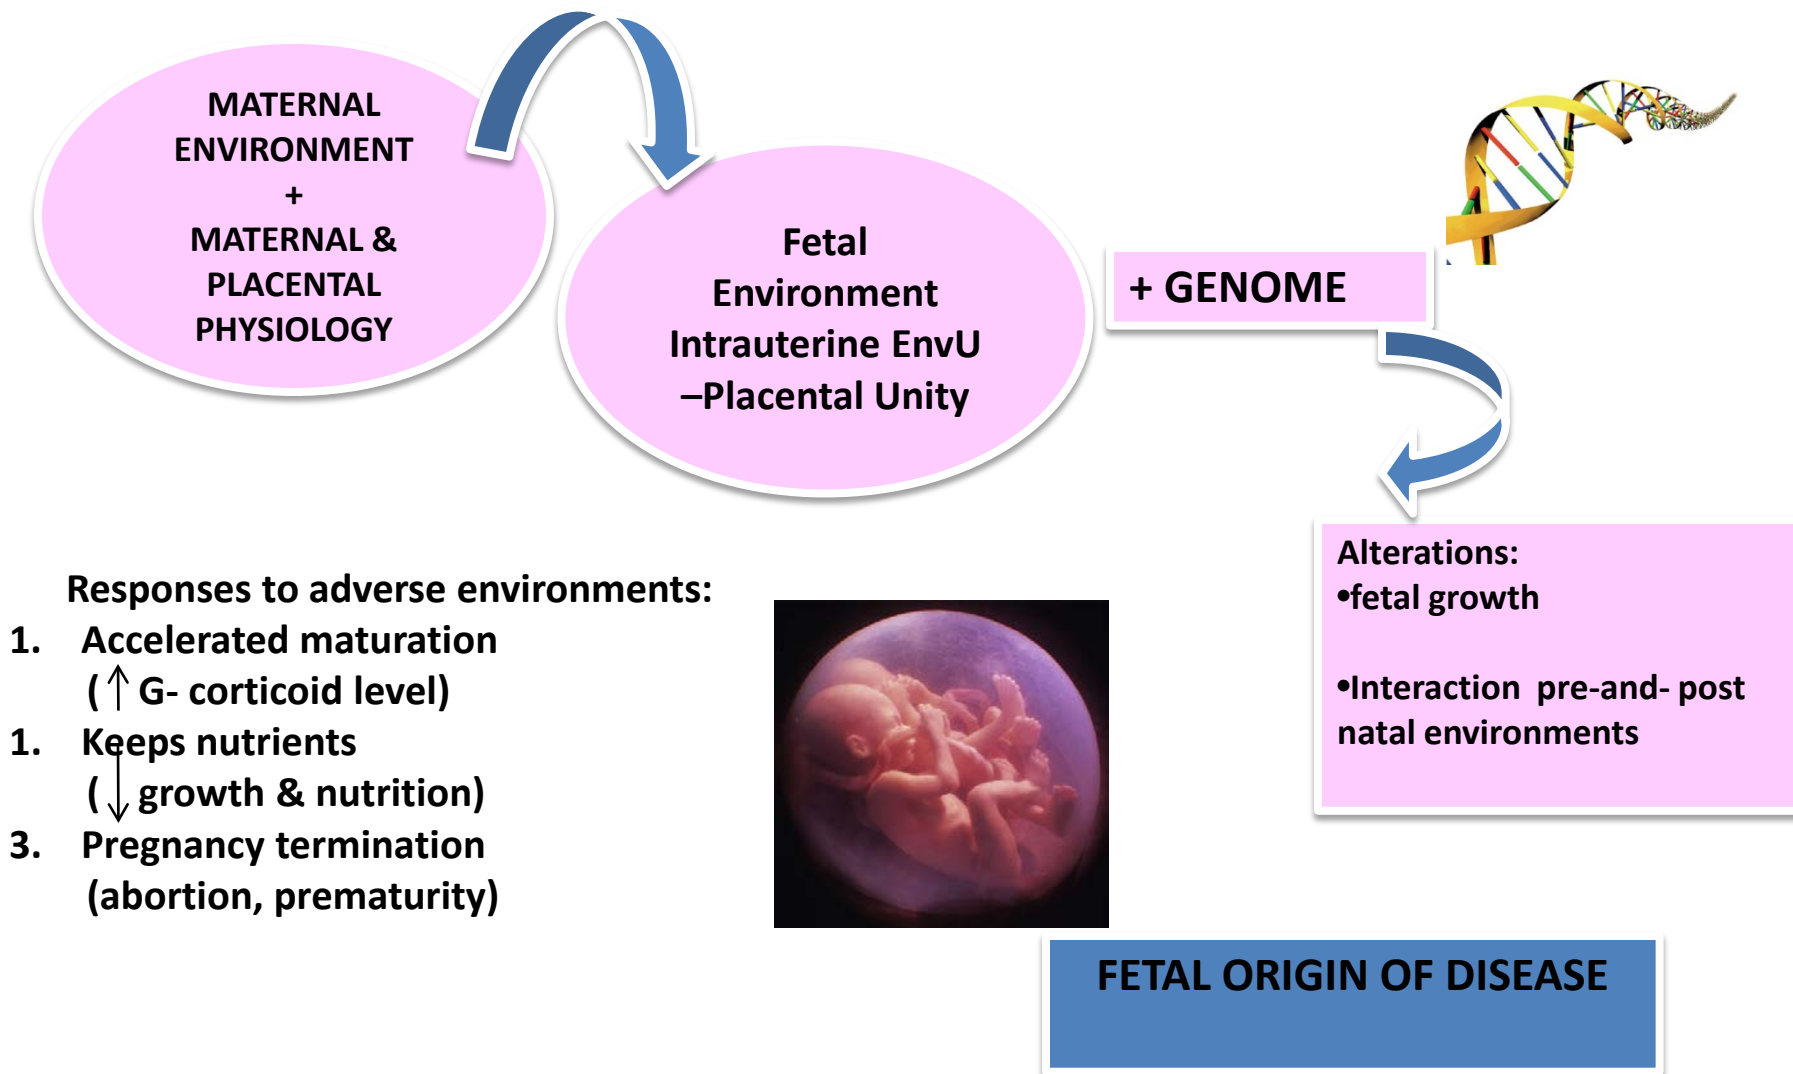 MATERNAL
ENVIRONMENT
+
MATERNAL &
PLACENTAL
PHYSIOLOGY
Fetal
Environment
Intrauterine EnvU
–Placental Unity
+ GENOME
Alterations:
•fetal growth
•Interaction pre-and- post
natal environments
Responses to adverse environments:
1. Accelerated maturation
(↑ G- corticoid level)
1. Keeps nutrients
(↓ growth & nutrition)
3. Pregnancy termination
(abortion, prematurity)
FETAL ORIGIN OF DISEASE